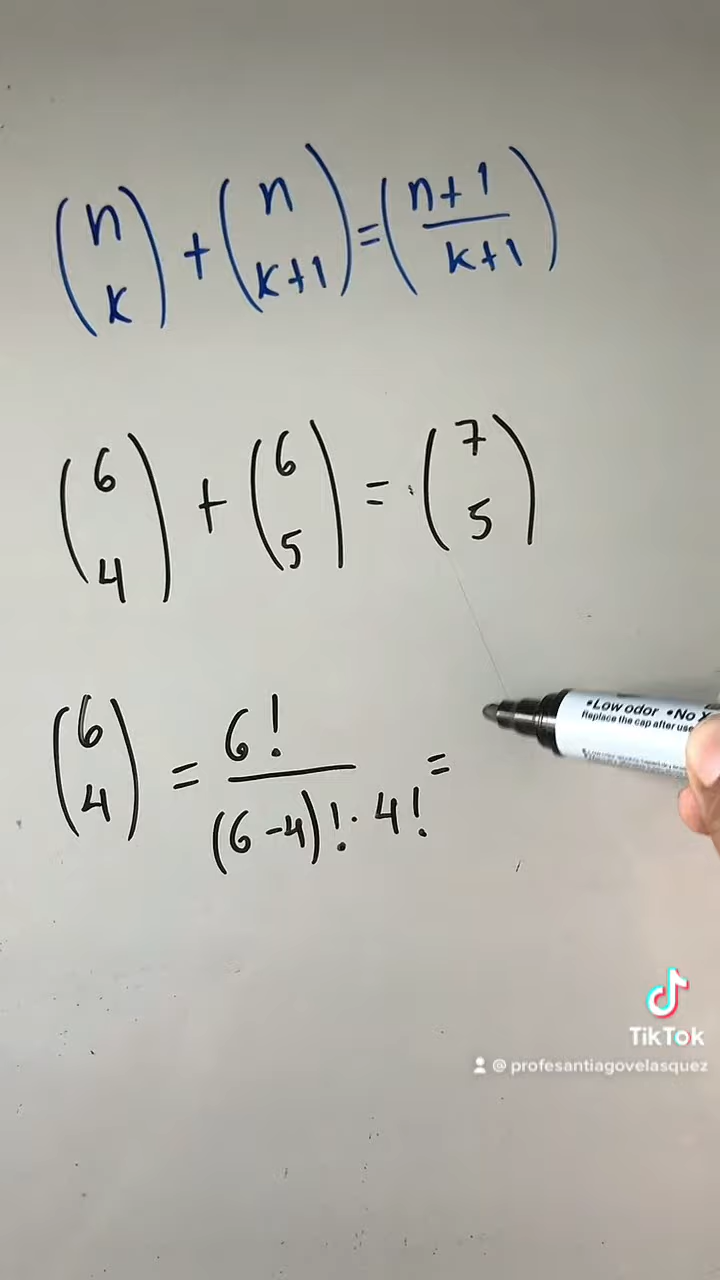 (n k) + (n k+1) = (n+1/k+1)
(6 4) + (6 5) = (7 5)
(6 4) = 6! / (6-4)! · 4! =
•Low odor •No X
Replace the cap after use
TikTok
@ profesantiagovelasquez